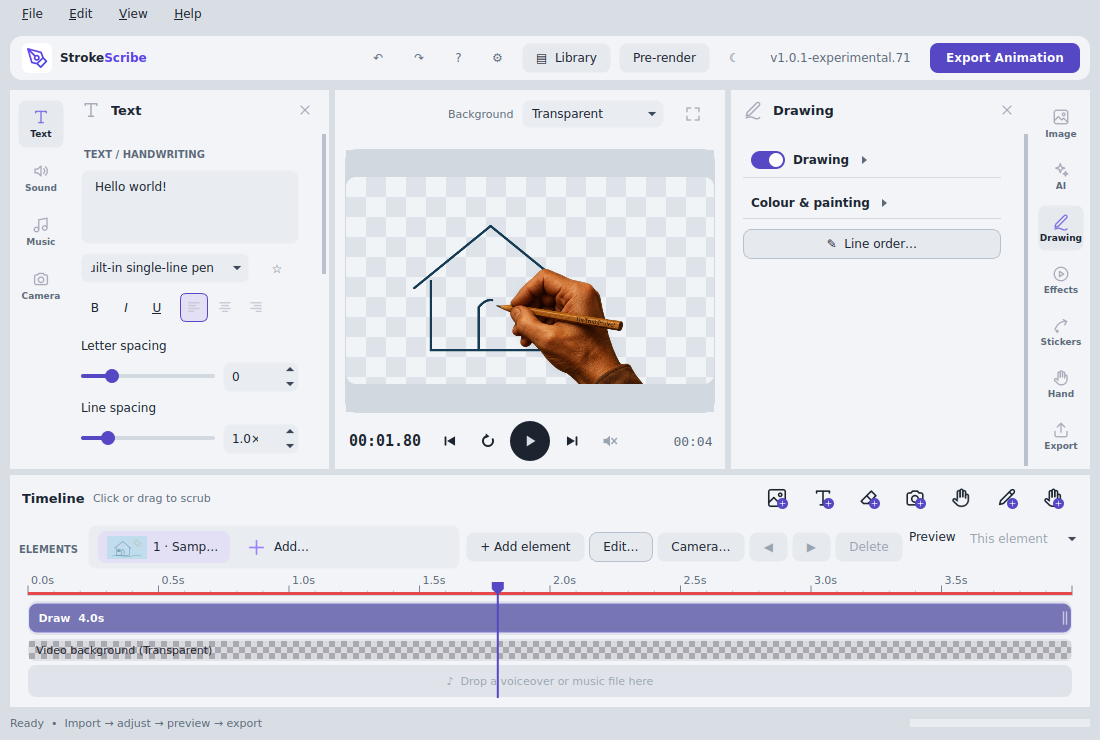 File Edit View Help
StrokeScribe
? Library Pre-render v1.0.1-experimental.71 Export Animation
Text
Sound
Music
Camera
Text
TEXT / HANDWRITING
Hello world!
uilt-in single-line pen
B I U
Letter spacing
0
Line spacing
1.0×
Background Transparent
00:01.80 00:04
Drawing
Drawing
Colour & painting
Line order...
Image
AI
Drawing
Effects
Stickers
Hand
Export
Timeline Click or drag to scrub
ELEMENTS 1 · Samp... Add... + Add element Edit... Camera... Delete Preview This element
0.0s 0.5s 1.0s 1.5s 2.0s 2.5s 3.0s 3.5s
Draw 4.0s
Video background (Transparent)
♪ Drop a voiceover or music file here
Ready • Import → adjust → preview → export